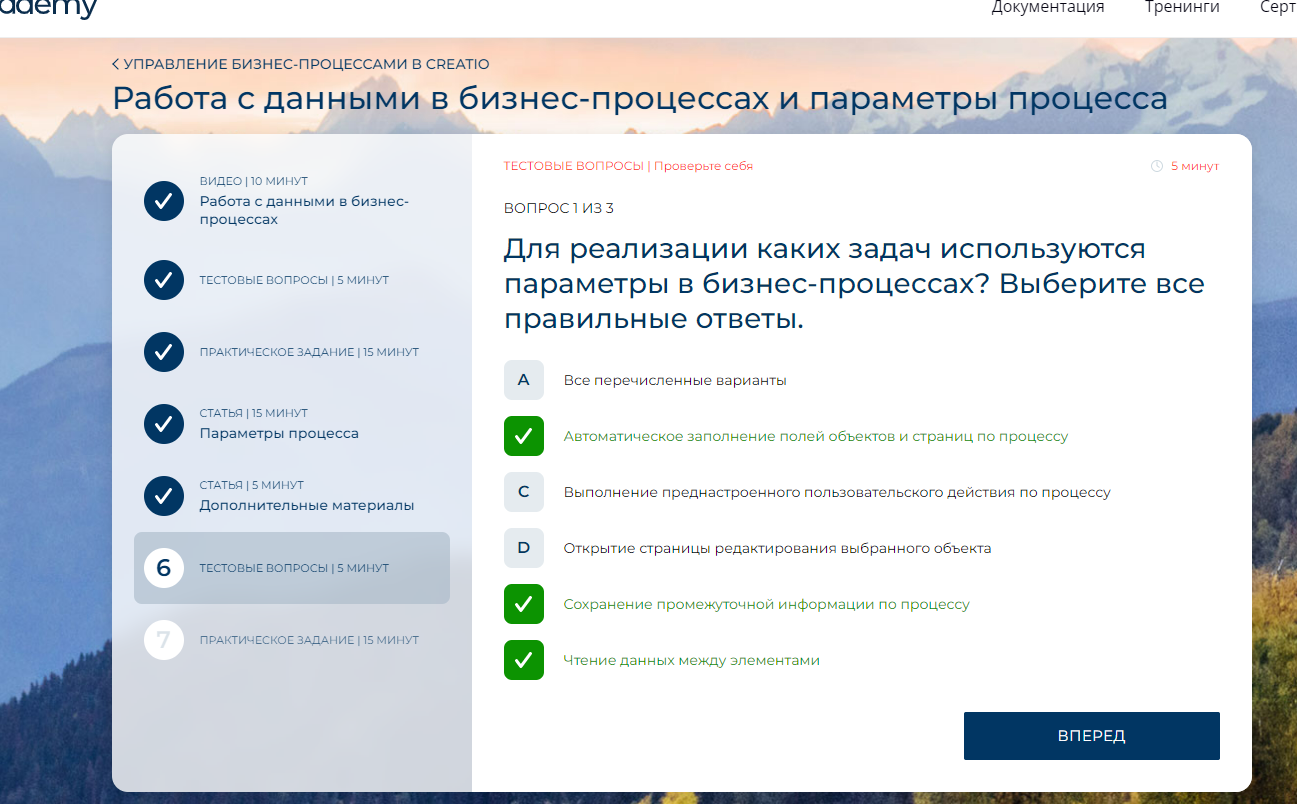 ademy
Документация
Тренинги
Серт
УПРАВЛЕНИЕ БИЗНЕС-ПРОЦЕССАМИ В CREATIO
Работа с данными в бизнес-процессах и параметры процесса
ВИДЕО | 10 МИНУТ
Работа с данными в бизнес-
процессах
ТЕСТОВЫЕ ВОПРОСЫ | 5 МИНУТ
ПРАКТИЧЕСКОЕ ЗАДАНИЕ | 15 МИНУТ
СТАТЬЯ | 15 МИНУТ
Параметры процесса
СТАТЬЯ | 5 МИНУТ
Дополнительные материалы
6
ТЕСТОВЫЕ ВОПРОСЫ | 5 МИНУТ
7
ПРАКТИЧЕСКОЕ ЗАДАНИЕ | 15 МИНУТ
ТЕСТОВЫЕ ВОПРОСЫ | Проверьте себя
5 минут
ВОПРОС 1 ИЗ 3
Для реализации каких задач используются
параметры в бизнес-процессах? Выберите все
правильные ответы.
A
Все перечисленные варианты
Автоматическое заполнение полей объектов и страниц по процессу
C
Выполнение преднастроенного пользовательского действия по процессу
D
Открытие страницы редактирования выбранного объекта
Сохранение промежуточной информации по процессу
Чтение данных между элементами
ВПЕРЕД